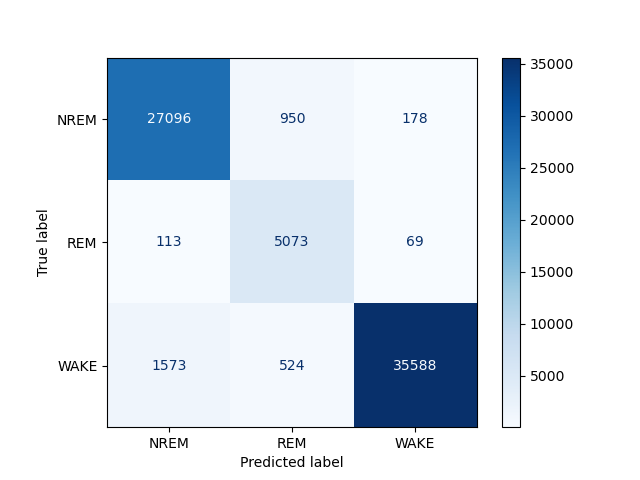 35000
NREM 27096 950 178
30000
25000
20000
True label
REM 113 5073 69
15000
10000
WAKE 1573 524 35588
5000
NREM REM WAKE
Predicted label